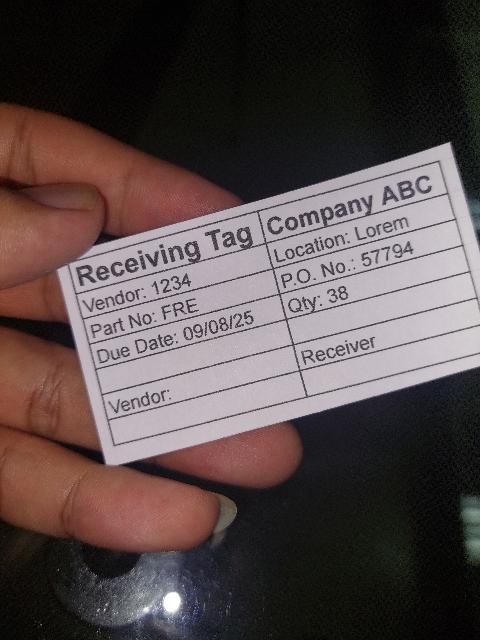 Receiving Tag Company ABC
Vendor: 1234 Location: Lorem
Part No: FRE P.O. No.: 57794
Due Date: 09/08/25 Qty: 38
Vendor: Receiver